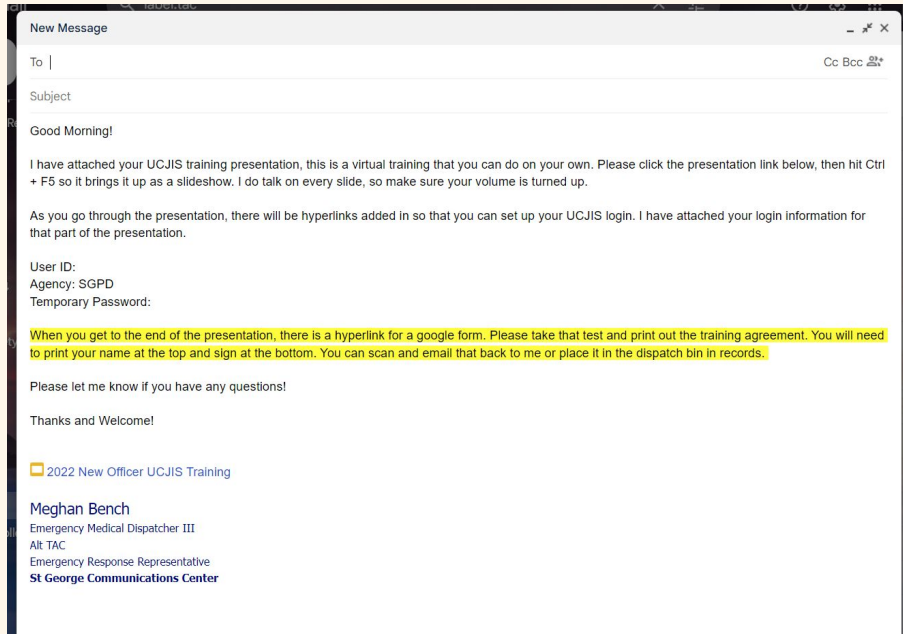 label:tac
New Message
To
Cc Bcc
Subject
Good Morning!
I have attached your UCJIS training presentation, this is a virtual training that you can do on your own. Please click the presentation link below, then hit Ctrl
+ F5 so it brings it up as a slideshow. I do talk on every slide, so make sure your volume is turned up.
As you go through the presentation, there will be hyperlinks added in so that you can set up your UCJIS login. I have attached your login information for
that part of the presentation.
User ID:
Agency: SGPD
Temporary Password:
When you get to the end of the presentation, there is a hyperlink for a google form. Please take that test and print out the training agreement. You will need
to print your name at the top and sign at the bottom. You can scan and email that back to me or place it in the dispatch bin in records.
Please let me know if you have any questions!
Thanks and Welcome!
2022 New Officer UCJIS Training
Meghan Bench
Emergency Medical Dispatcher III
Alt TAC
Emergency Response Representative
St George Communications Center